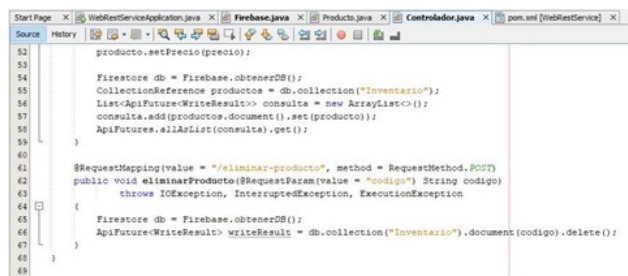 Start Page WebRestServiceApplication.java Firebase.java Producto.java Controlador.java pom.xml [WebRestService]
Source History
52 producto.setPrecio(precio);
53
54 Firestore db = Firebase.obtenerDB();
55 CollectionReference productos = db.collection("Inventario");
56 List<ApiFuture<WriteResult>> consulta = new ArrayList<>();
57 consulta.add(productos.document().set(producto));
58 ApiFutures.allAsList(consulta).get();
59 }
60
61 @RequestMapping(value = "/eliminar-producto", method = RequestMethod.POST)
62 public void eliminarProducto(@RequestParam(value = "codigo") String codigo)
63 throws IOException, InterruptedException, ExecutionException
64 {
65 Firestore db = Firebase.obtenerDB();
66 ApiFuture<WriteResult> writeResult = db.collection("Inventario").document(codigo).delete();
67 }
68 }
69